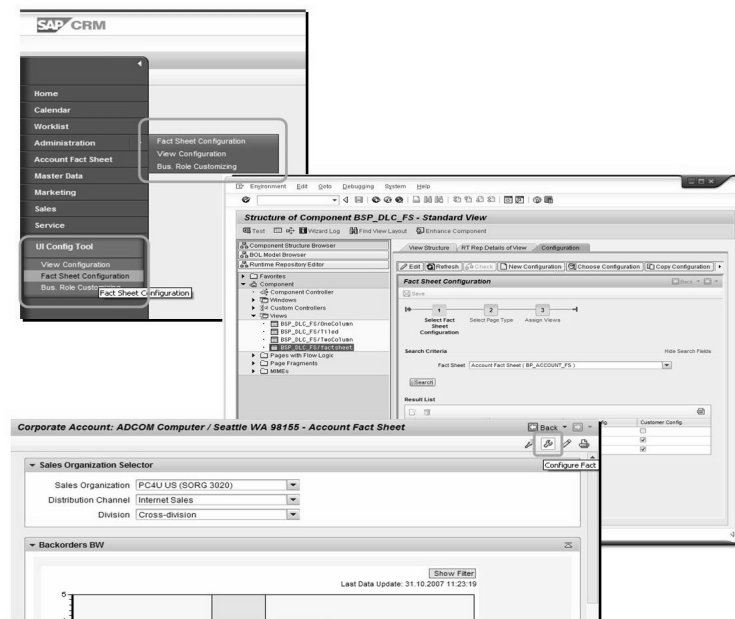 SAP CRM
Home
Calendar
Worklist
Administration
Account Fact Sheet
Master Data
Marketing
Sales
Service
UI Config Tool
View Configuration
Fact Sheet Configuration
Bus. Role
Fact Sheet Configuration
Fact Sheet Configuration
View Configuration
Bus. Role Customizing
Environment Edit Goto Debugging System Help
Structure of Component BSP_DLC_FS - Standard View
Test Wizard Log Find View Layout Enhance Component
Component Structure Browser
BOL Model Browser
Runtime Repository Editor
Favorites
Component
Component Controller
Windows
Custom Controllers
Views
BSP_DLC_FS/OneColumn
BSP_DLC_FS/Tiled
BSP_DLC_FS/TwoColumn
BSP_DLC_FS/factsheet
Pages with Flow Logic
Page Fragments
MIMEs
View Structure RT Rep Details of View Configuration
Edit Refresh Check New Configuration Choose Configuration Copy Configuration
Fact Sheet Configuration Back
Save
1 2 3
Select Fact Sheet Configuration Select Page Type Assign Views
Search Criteria Hide Search Fields
Fact Sheet Account Fact Sheet ( BP_ACCOUNT_FS )
Search
Result List
Customer Config.
Corporate Account: ADCOM Computer / Seattle WA 98155 - Account Fact Sheet Back
Configure Fact
Sales Organization Selector
Sales Organization PC4U US (SORG 3020)
Distribution Channel Internet Sales
Division Cross-division
Backorders BW
Show Filter
Last Data Update: 31.10.2007 11:23:19
5